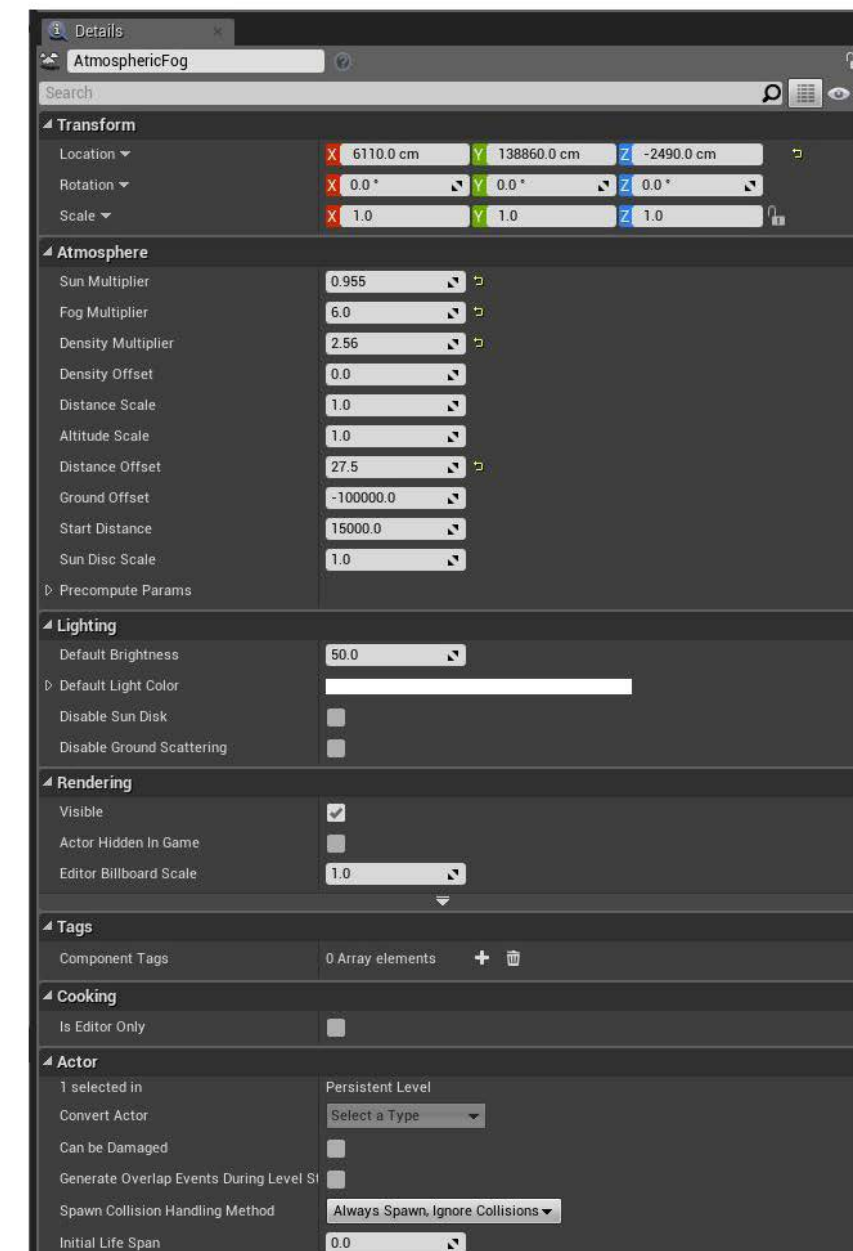 Details
AtmosphericFog
Search
Transform
Location X 6110.0 cm Y 138860.0 cm Z -2490.0 cm
Rotation X 0.0 ° Y 0.0 ° Z 0.0 °
Scale X 1.0 Y 1.0 Z 1.0
Atmosphere
Sun Multiplier 0.955
Fog Multiplier 6.0
Density Multiplier 2.56
Density Offset 0.0
Distance Scale 1.0
Altitude Scale 1.0
Distance Offset 27.5
Ground Offset -100000.0
Start Distance 15000.0
Sun Disc Scale 1.0
Precompute Params
Lighting
Default Brightness 50.0
Default Light Color
Disable Sun Disk
Disable Ground Scattering
Rendering
Visible
Actor Hidden In Game
Editor Billboard Scale 1.0
Tags
Component Tags 0 Array elements
Cooking
Is Editor Only
Actor
1 selected in Persistent Level
Convert Actor Select a Type
Can be Damaged
Generate Overlap Events During Level St
Spawn Collision Handling Method Always Spawn, Ignore Collisions
Initial Life Span 0.0